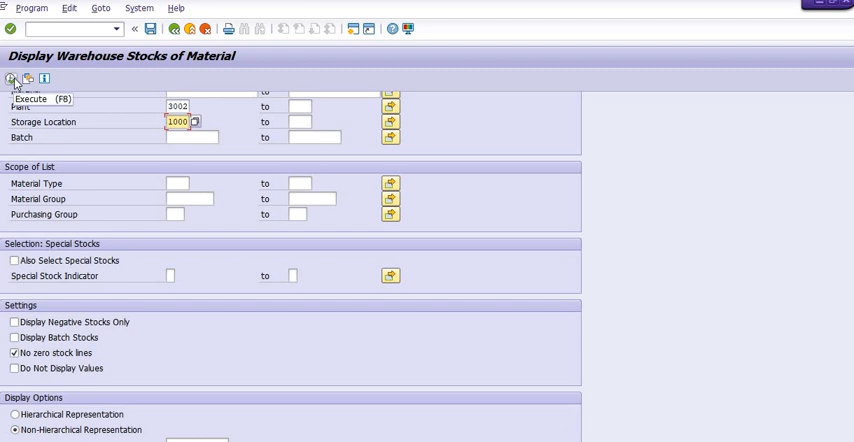 Program Edit Goto System Help
Display Warehouse Stocks of Material
Execute (F8)
Plant 3002 to
Storage Location 1000 to
Batch to
Scope of List
Material Type to
Material Group to
Purchasing Group to
Selection: Special Stocks
Also Select Special Stocks
Special Stock Indicator to
Settings
Display Negative Stocks Only
Display Batch Stocks
No zero stock lines
Do Not Display Values
Display Options
Hierarchical Representation
Non-Hierarchical Representation